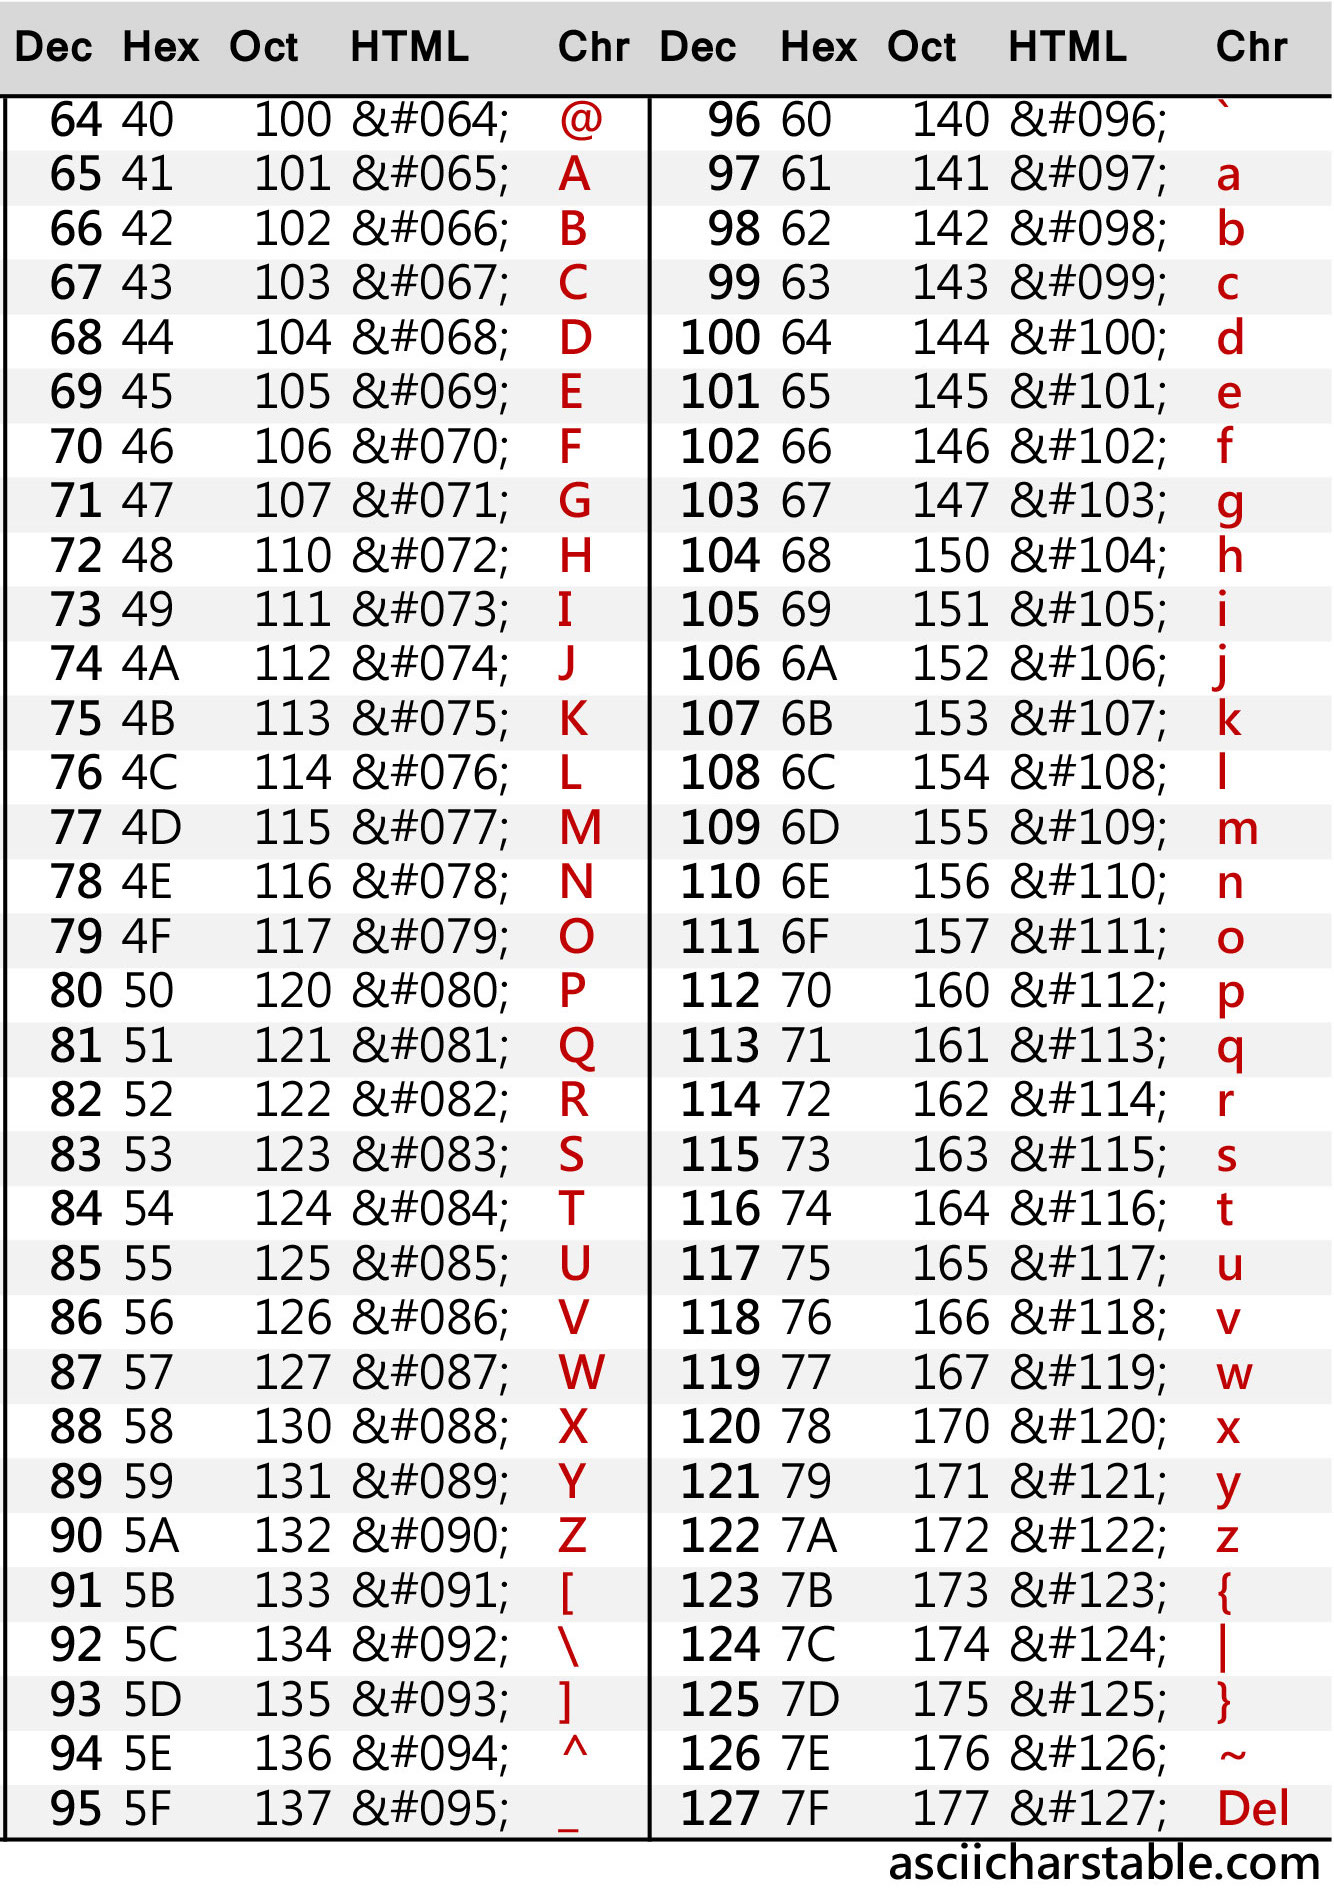 Dec Hex Oct HTML Chr Dec Hex Oct HTML Chr
64 40 100 &#064; @ 96 60 140 &#096; `
65 41 101 &#065; A 97 61 141 &#097; a
66 42 102 &#066; B 98 62 142 &#098; b
67 43 103 &#067; C 99 63 143 &#099; c
68 44 104 &#068; D 100 64 144 &#100; d
69 45 105 &#069; E 101 65 145 &#101; e
70 46 106 &#070; F 102 66 146 &#102; f
71 47 107 &#071; G 103 67 147 &#103; g
72 48 110 &#072; H 104 68 150 &#104; h
73 49 111 &#073; I 105 69 151 &#105; i
74 4A 112 &#074; J 106 6A 152 &#106; j
75 4B 113 &#075; K 107 6B 153 &#107; k
76 4C 114 &#076; L 108 6C 154 &#108; l
77 4D 115 &#077; M 109 6D 155 &#109; m
78 4E 116 &#078; N 110 6E 156 &#110; n
79 4F 117 &#079; O 111 6F 157 &#111; o
80 50 120 &#080; P 112 70 160 &#112; p
81 51 121 &#081; Q 113 71 161 &#113; q
82 52 122 &#082; R 114 72 162 &#114; r
83 53 123 &#083; S 115 73 163 &#115; s
84 54 124 &#084; T 116 74 164 &#116; t
85 55 125 &#085; U 117 75 165 &#117; u
86 56 126 &#086; V 118 76 166 &#118; v
87 57 127 &#087; W 119 77 167 &#119; w
88 58 130 &#088; X 120 78 170 &#120; x
89 59 131 &#089; Y 121 79 171 &#121; y
90 5A 132 &#090; Z 122 7A 172 &#122; z
91 5B 133 &#091; [ 123 7B 173 &#123; {
92 5C 134 &#092; \ 124 7C 174 &#124; |
93 5D 135 &#093; ] 125 7D 175 &#125; }
94 5E 136 &#094; ^ 126 7E 176 &#126; ~
95 5F 137 &#095; _ 127 7F 177 &#127; Del
asciicharstable.com